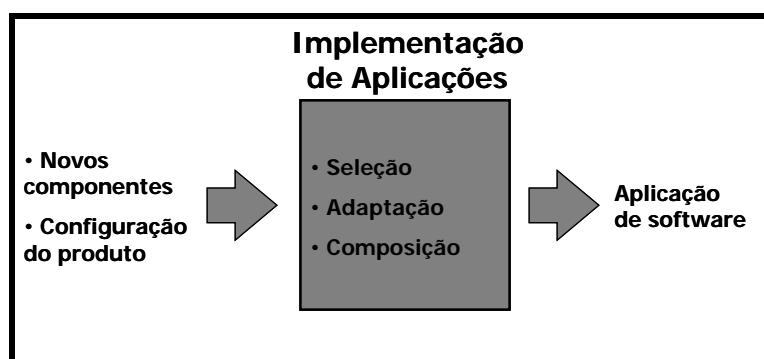 Implementação
de Aplicações
• Novos
componentes
• Configuração
do produto
• Seleção
• Adaptação
• Composição
Aplicação
de software